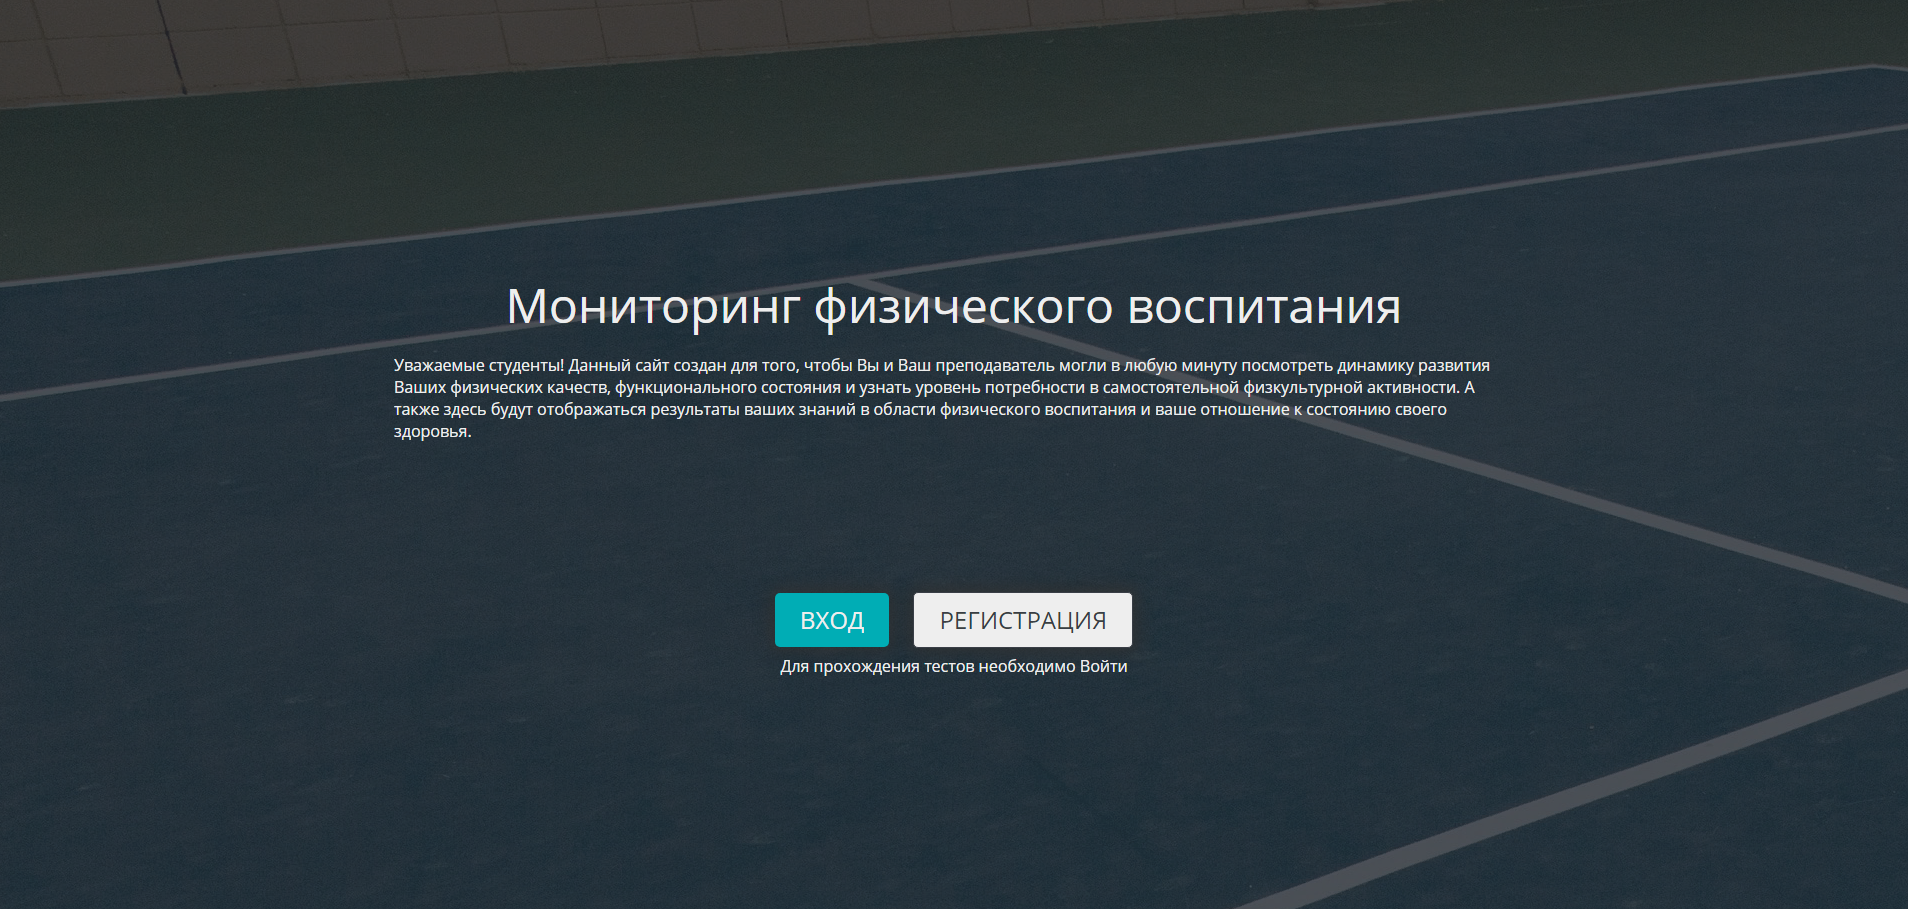 Мониторинг физического воспитания
Уважаемые студенты! Данный сайт создан для того, чтобы Вы и Ваш преподаватель могли в любую минуту посмотреть динамику развития
Ваших физических качеств, функционального состояния и узнать уровень потребности в самостоятельной физкультурной активности. А
также здесь будут отображаться результаты ваших знаний в области физического воспитания и ваше отношение к состоянию своего
здоровья.
ВХОД РЕГИСТРАЦИЯ
Для прохождения тестов необходимо Войти